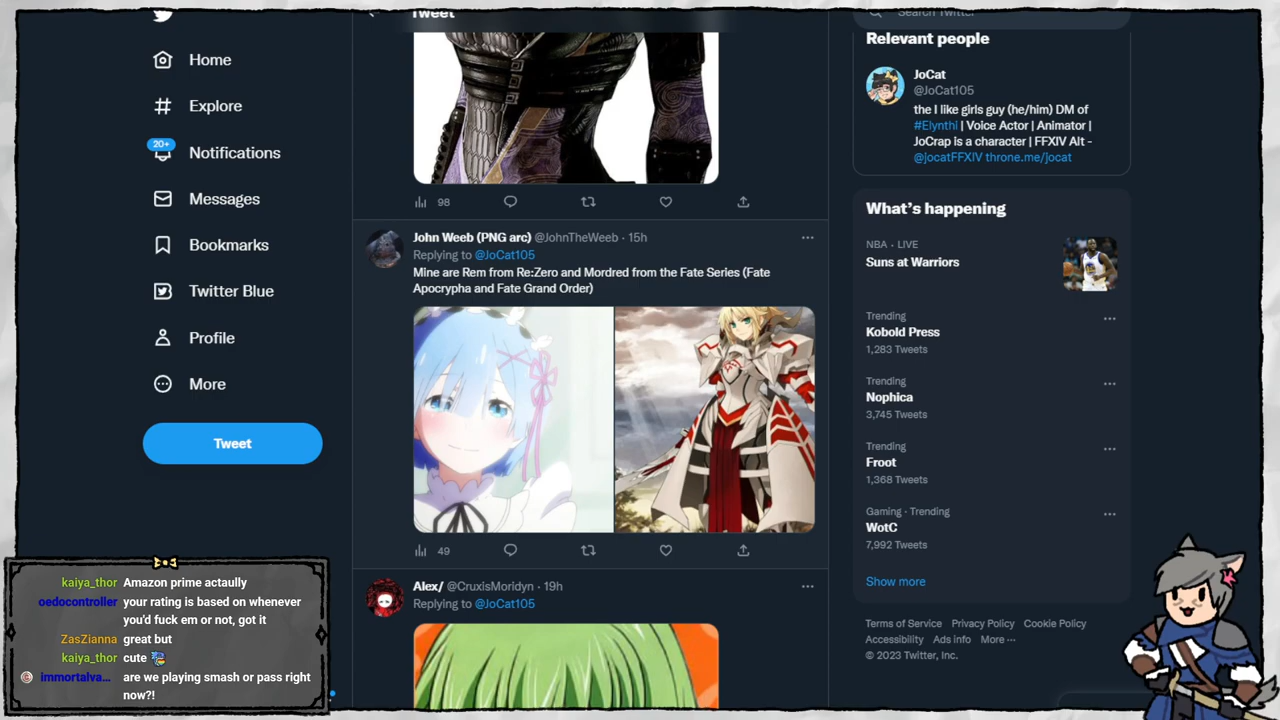 Home
Explore
20+
Notifications
Messages
Bookmarks
Twitter Blue
Profile
More
Tweet
Tweet
98
John Weeb (PNG arc) @JohnTheWeeb · 15h
Replying to @JoCat105
Mine are Rem from Re:Zero and Mordred from the Fate Series (Fate
Apocrypha and Fate Grand Order)
49
Alex/ @CruxisMoridyn · 19h
Replying to @JoCat105
Search Twitter
Relevant people
JoCat
@JoCat105
the I like girls guy (he/him) DM of
#Elynthi | Voice Actor | Animator |
JoCrap is a character | FFXIV Alt -
@jocatFFXIV throne.me/jocat
What's happening
NBA · LIVE
Suns at Warriors
Trending
Kobold Press
1,283 Tweets
Trending
Nophica
3,745 Tweets
Trending
Froot
1,368 Tweets
Gaming · Trending
WotC
7,992 Tweets
Show more
Terms of Service Privacy Policy Cookie Policy
Accessibility Ads info More ···
© 2023 Twitter, Inc.
kaiya_thor Amazon prime actaully
oedocontroller your rating is based on whenever
you'd fuck em or not, got it
ZasZianna great but
kaiya_thor cute
immortalva... are we playing smash or pass right
now?!